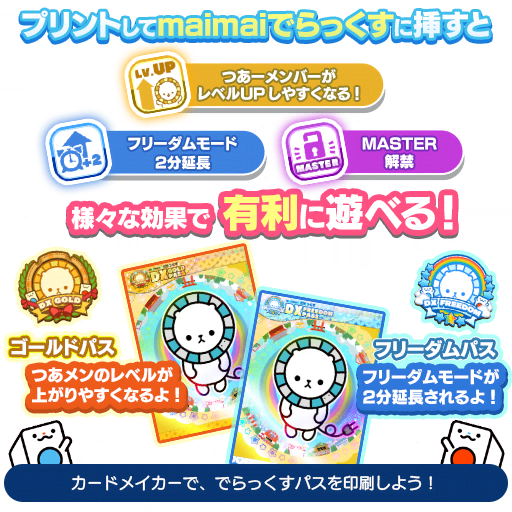 プリントしてmaimaiでらっくすに挿すと
LV.UP
つあーメンバーが
レベルUPしやすくなる！
+2
フリーダムモード
2分延長
MASTER
MASTER
解禁
様々な効果で 有利に遊べる！
DX GOLD
DX GOLD PASS
DX FREEDOM PASS
DX FREEDOM
ゴールドパス
つあメンのレベルが
上がりやすくなるよ！
フリーダムパス
フリーダムモードが
2分延長されるよ！
カードメイカーで、でらっくすパスを印刷しよう！